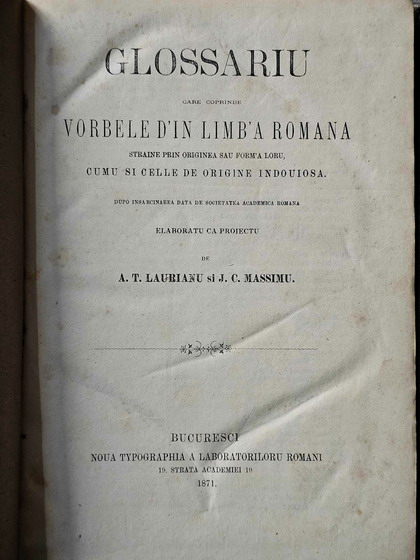 GLOSSARIU
CARE COPRINDE
VORBELE D'IN LIMB'A ROMANA
STRAINE PRIN ORIGINEA SAU FORM'A LORU,
CUMU SI CELLE DE ORIGINE INDOUIOSA.
DUPO INSARCINAREA DATA DE SOCIETATEA ACADEMICA ROMANA
ELABORATU CA PROIECTU
DE
A. T. LAURIANU si J. C. MASSIMU.
BUCURESCI
NOUA TYPOGRAPHIA A LABORATORILORU ROMANI
19. STRATA ACADEMIEI 19
1871.